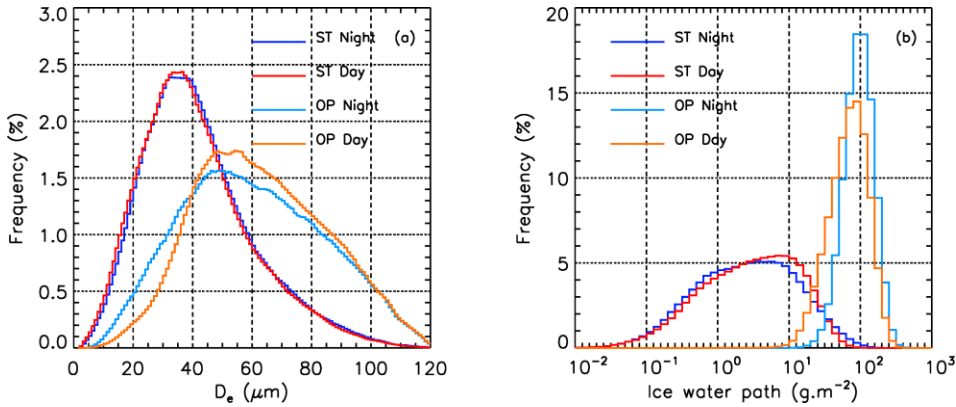 3.0
2.5
2.0
1.5
1.0
0.5
0.0
Frequency (%)
ST Night
ST Day
OP Night
OP Day
(a)
0 20 40 60 80 100 120
Dₑ (μm)
20
15
10
5
0
Frequency (%)
ST Night
ST Day
OP Night
OP Day
(b)
10⁻² 10⁻¹ 10⁰ 10¹ 10² 10³
Ice water path (g.m⁻²)